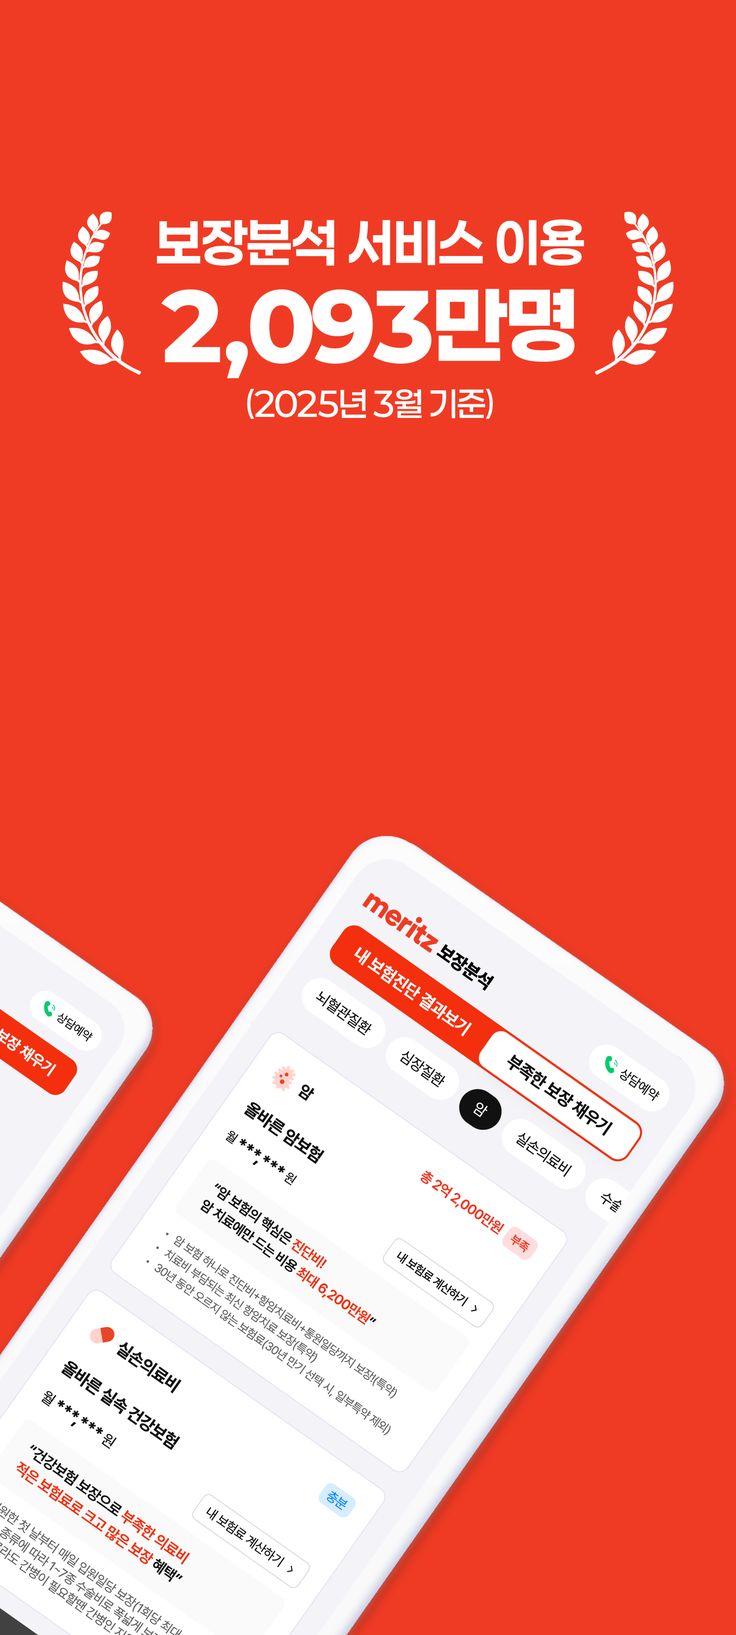 보장분석 서비스 이용
2,093만명
(2025년 3월 기준)
상담예약
보장 채우기
meritz 보장분석
상담예약
내 보험진단 결과보기
부족한 보장 채우기
뇌혈관질환
심장질환
암
실손의료비
수술
암
올바른 암보험
월 ***,***원
총 2억 2,000만원 부족
내 보험료 계산하기 >
“암 보험의 핵심은 진단비!
암 치료에만 드는 비용 최대 6,200만원”
• 암 보험 하나로 진단비+항암치료비+통원일당까지 보장!(특약)
• 치료비 부담되는 최신 항암치료 보장(특약)
• 30년 동안 오르지 않는 보험료(30년 만기 선택 시, 일부특약 제외)
실손의료비
올바른 실속 건강보험
월 ***,***원
충분
내 보험료 계산하기 >
“건강보험 보장으로 부족한 의료비
적은 보험료로 크고 많은 보장 혜택”
입원한 첫 날부터 매일 입원일당 보장(1회당 최대
종류에 따라 1~7종 수술비로 폭넓게
간병이 필요할땐 간병인